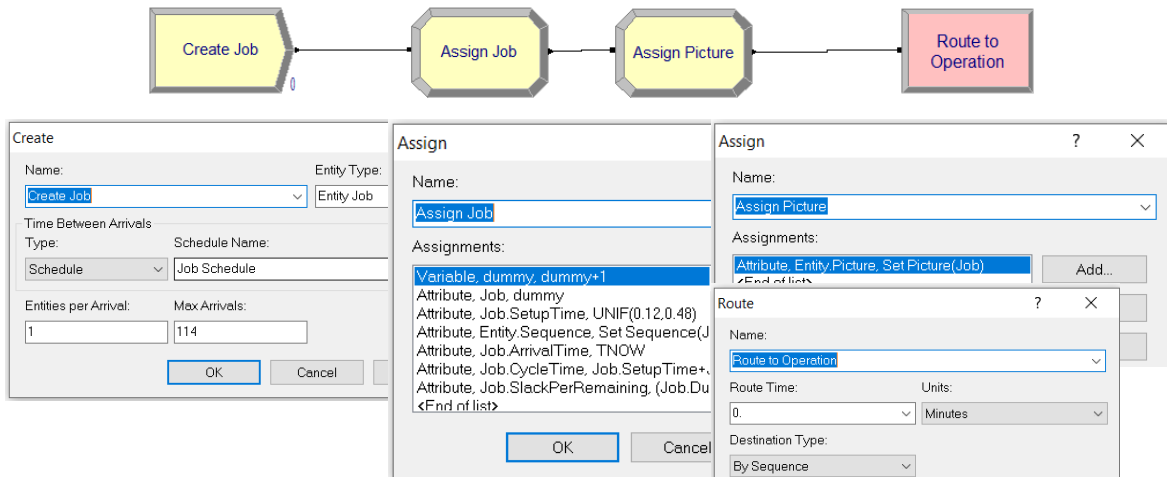 Create Job
0
Assign Job
Assign Picture
Route to
Operation
Create
Name:
Entity Type:
Create Job
Entity Job
Time Between Arrivals
Type:
Schedule Name:
Schedule
Job Schedule
Entities per Arrival:
Max Arrivals:
1
114
OK
Cancel
Assign
Name:
Assign Job
Assignments:
Variable, dummy, dummy+1
Attribute, Job, dummy
Attribute, Job.SetupTime, UNIF(0.12,0.48)
Attribute, Entity.Sequence, Set Sequence(J
Attribute, Job.ArrivalTime, TNOW
Attribute, Job.CycleTime, Job.SetupTime+J
Attribute, Job.SlackPerRemaining, (Job.Du
<End of list>
OK
Cancel
Assign
?
Name:
Assign Picture
Assignments:
Attribute, Entity.Picture, Set Picture(Job)
<End of list>
Add...
Route
?
Name:
Route to Operation
Route Time:
Units:
0.
Minutes
Destination Type:
By Sequence